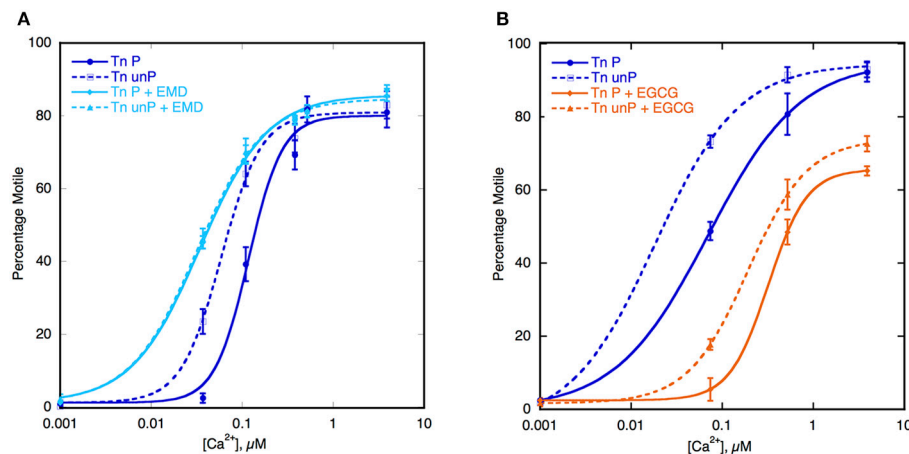 A
100
80
60
40
20
0
Percentage Motile
Tn P
Tn unP
Tn P + EMD
Tn unP + EMD
0.001 0.01 0.1 1 10
[Ca²⁺], µM
B
100
80
60
40
20
0
Percentage Motile
Tn P
Tn unP
Tn P + EGCG
Tn unP + EGCG
0.001 0.01 0.1 1 10
[Ca²⁺], µM